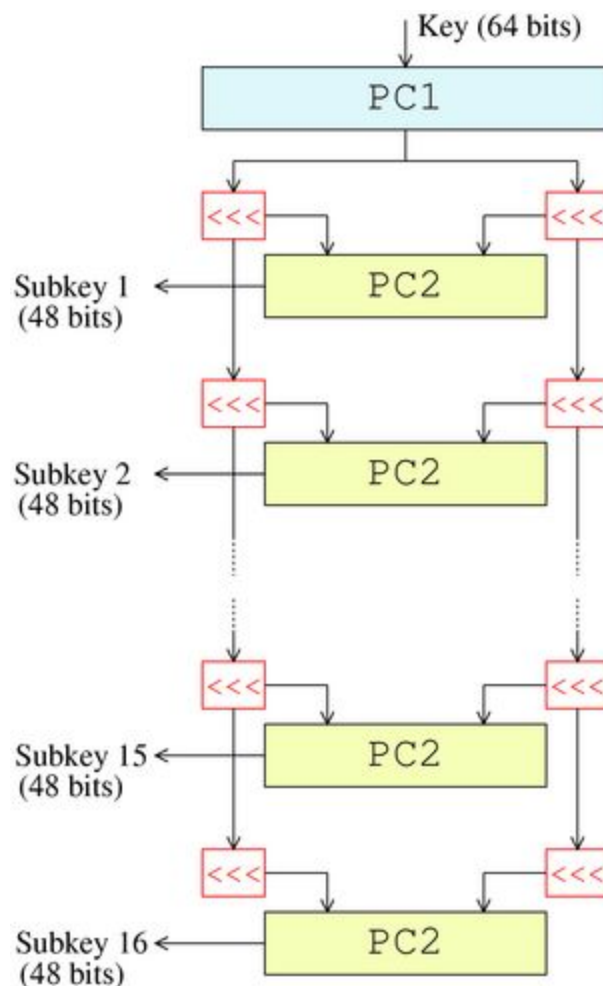 Key (64 bits)
PC1
<<< <<<
Subkey 1
(48 bits)
PC2
<<< <<<
Subkey 2
(48 bits)
PC2
<<< <<<
Subkey 15
(48 bits)
PC2
<<< <<<
Subkey 16
(48 bits)
PC2